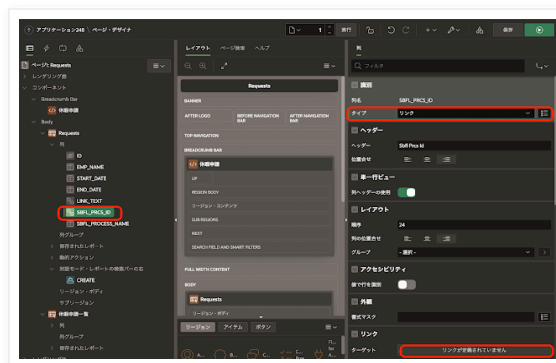 アプリケーション248 \ ページ・デザイナ
1
実行
保存
レイアウト ページ検索 ヘルプ
列
ページ1: Requests
レンダリング前
コンポーネント
Breadcrumb Bar
休暇申請
Body
Requests
列
ID
EMP_NAME
START_DATE
END_DATE
LINK_TEXT
SBFL_PRCS_ID
SBFL_PROCESS_NAME
列グループ
保存されたレポート
動的アクション
対話モード・レポートの検索バーの右
CREATE
リージョン・ボディ
サブリージョン
休暇申請一覧
列
列グループ
保存されたレポート
Requests
BANNER
AFTER LOGO
BEFORE NAVIGATION BAR
AFTER NAVIGATION BAR
TOP NAVIGATION
BREADCRUMB BAR
休暇申請
UP
REGION BODY
リージョン・コンテンツ
SUB REGIONS
NEXT
SEARCH FIELD AND SMART FILTERS
FULL WIDTH CONTENT
BODY
Requests
リージョン・ボディ
リージョン アイテム ボタン
フィルタ
識別
列名 SBFL_PRCS_ID
タイプ リンク
ヘッダー
ヘッダー Sbfl Prcs Id
位置合せ
単一行ビュー
列ヘッダーの使用
レイアウト
順序 24
列の位置合せ
グループ - 選択 -
アクセシビリティ
値で行を識別
外観
書式マスク
リンク
ターゲット リンクが定義されていません